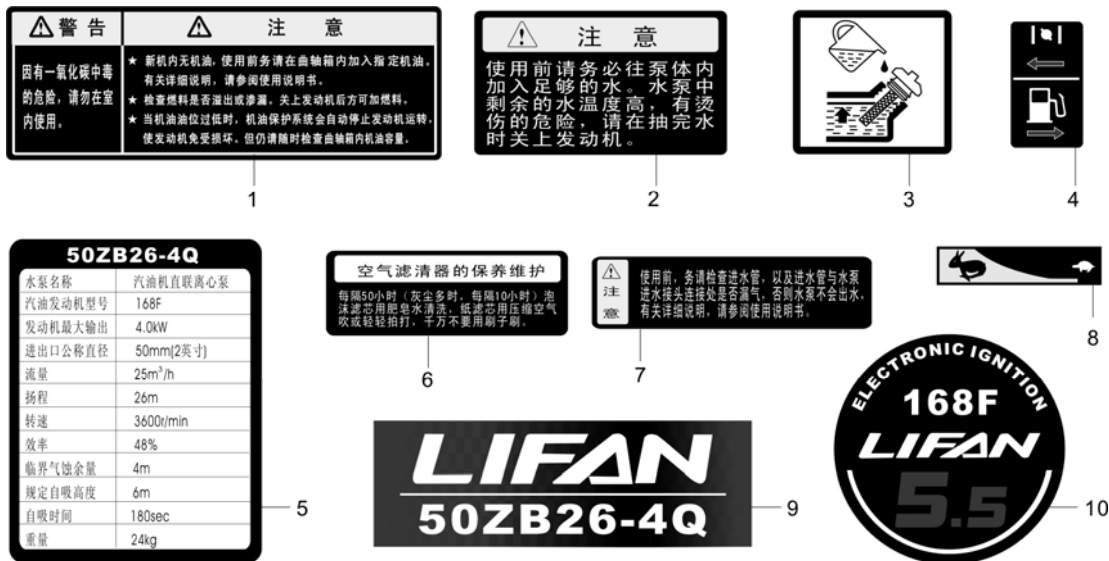 警告
因有一氧化碳中毒
的危险，请勿在室
内使用。
注 意
★ 新机内无机油，使用前务请在曲轴箱内加入指定机油。
有关详细说明，请参阅使用说明书。
★ 检查燃料是否溢出或渗漏。关上发动机后方可加燃料。
★ 当机油油位过低时，机油保护系统会自动停止发动机运转，
使发动机免受损坏。但仍请随时检查曲轴箱内机油容量。
1
注 意
使用前请务必往泵体内
加入足够的水。水泵中
剩余的水温度高，有烫
伤的危险，请在抽完水
时关上发动机。
2
3
4
50ZB26-4Q
水泵名称 汽油机直联离心泵
汽油发动机型号 168F
发动机最大输出 4.0kW
进出口公称直径 50mm(2英寸)
流量 25m³/h
扬程 26m
转速 3600r/min
效率 48%
临界气蚀余量 4m
规定自吸高度 6m
自吸时间 180sec
重量 24kg
5
空气滤清器的保养维护
每隔50小时（灰尘多时，每隔10小时）泡
沫滤芯用肥皂水清洗，纸滤芯用压缩空气
吹或轻轻拍打，千万不要用刷子刷。
6
注
意
使用前，务请检查进水管，以及进水管与水泵
进水接头连接处是否漏气，否则水泵不会出水，
有关详细说明，请参阅使用说明书。
7
8
LIFAN
50ZB26-4Q
9
ELECTRONIC IGNITION
168F
LIFAN
5.5
10